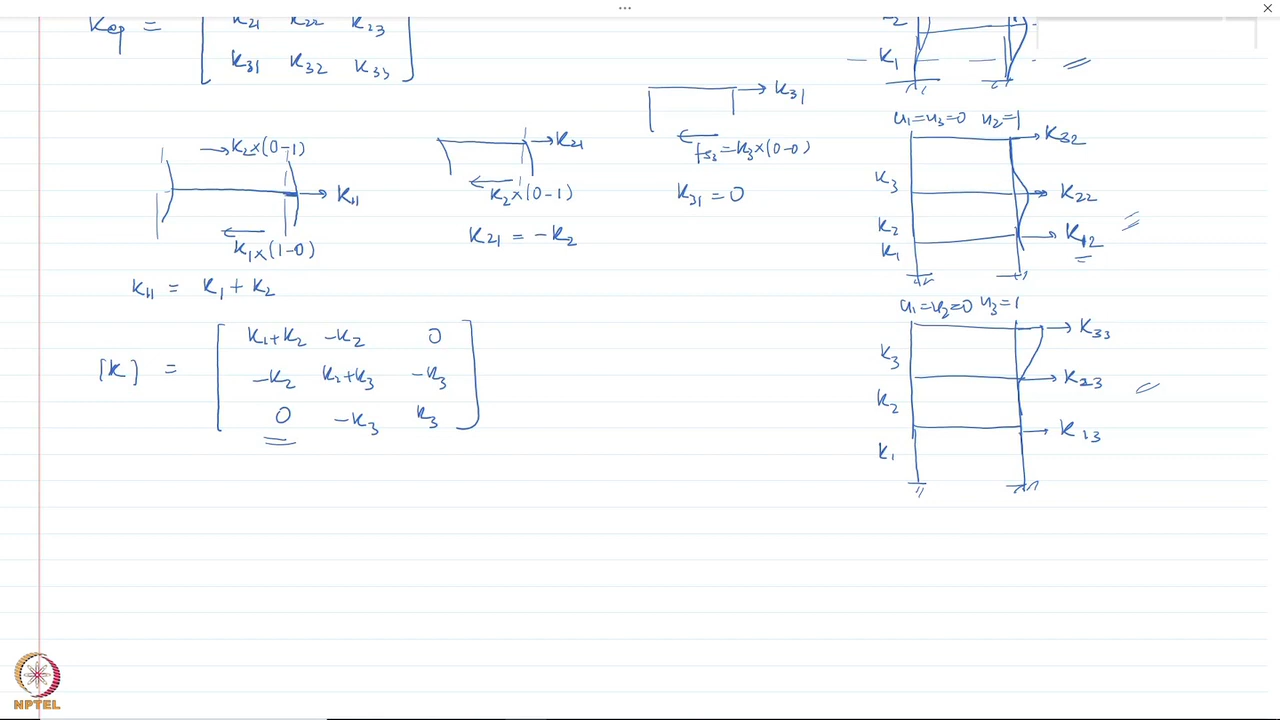 ...
Keq = [ K21 K22 K23
K31 K32 K33 ]
K2×(0-1)
K11
K1×(1-0)
K11 = K1+K2
K21
K2×(0-1)
K21 = -K2
K31
fs3 = K3×(0-0)
K31 = 0
[K] = [ K1+K2 -K2 0
-K2 K2+K3 -K3
0 -K3 K3 ]
K1
u1=u3=0 u2=1
K32
K3
K22
K2
K12
K1
u1=u2=0 u3=1
K33
K3
K23
K2
K13
K1
NPTEL